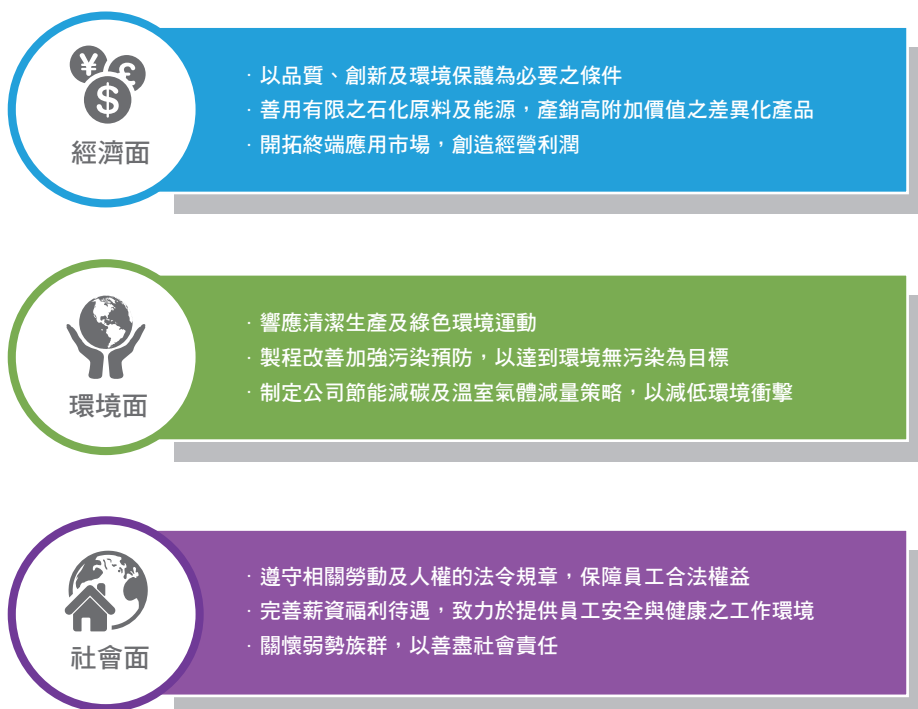 經濟面
· 以品質、創新及環境保護為必要之條件
· 善用有限之石化原料及能源，產銷高附加價值之差異化產品
· 開拓終端應用市場，創造經營利潤
環境面
· 響應清潔生產及綠色環境運動
· 製程改善加強污染預防，以達到環境無污染為目標
· 制定公司節能減碳及溫室氣體減量策略，以減低環境衝擊
社會面
· 遵守相關勞動及人權的法令規章，保障員工合法權益
· 完善薪資福利待遇，致力於提供員工安全與健康之工作環境
· 關懷弱勢族群，以善盡社會責任